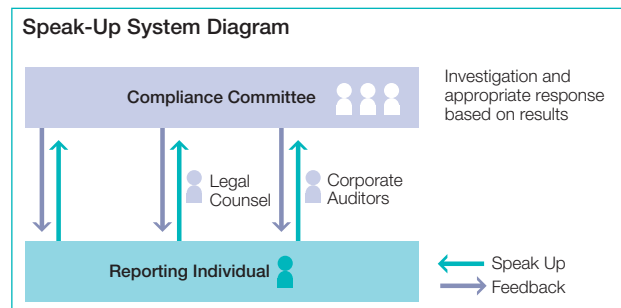 Speak-Up System Diagram
Compliance Committee
Investigation and
appropriate response
based on results
Legal
Counsel
Corporate
Auditors
Reporting Individual
Speak Up
Feedback